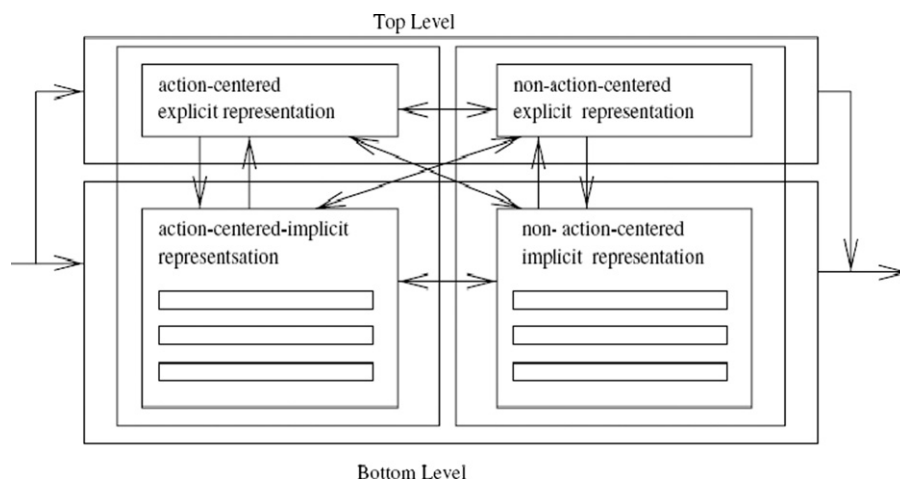 Top Level
action-centered
explicit representation
non-action-centered
explicit representation
action-centered-implicit
representsation
non- action-centered
implicit representation
Bottom Level